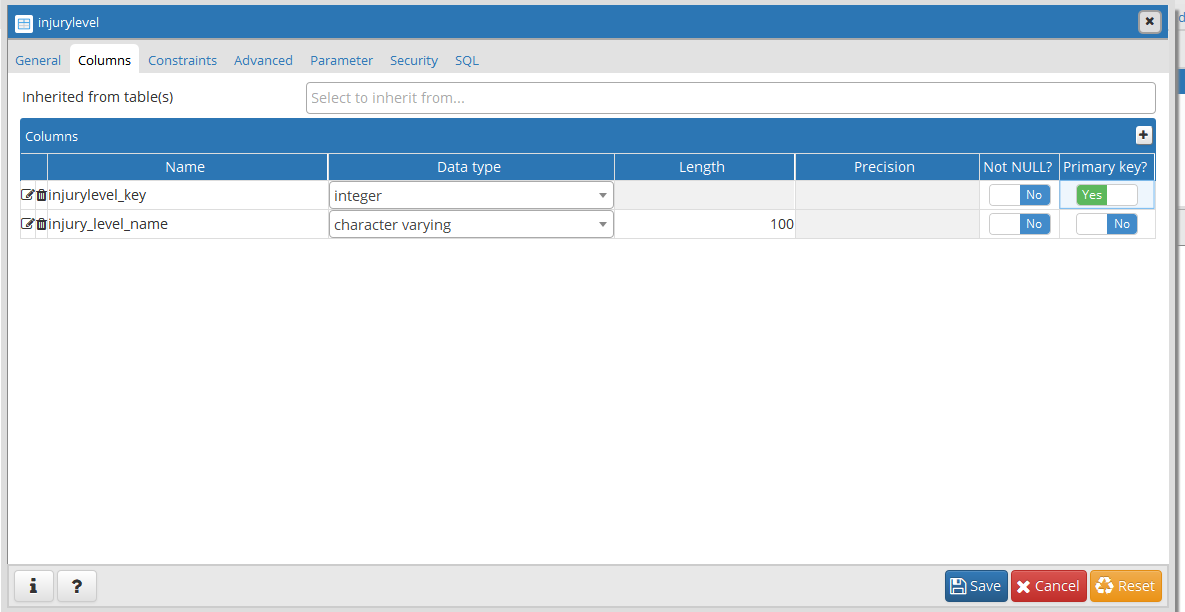 injurylevel
General Columns Constraints Advanced Parameter Security SQL
Inherited from table(s) Select to inherit from...
Columns
Name Data type Length Precision Not NULL? Primary key?
injurylevel_key integer No Yes
injury_level_name character varying 100 No No
i ? Save Cancel Reset